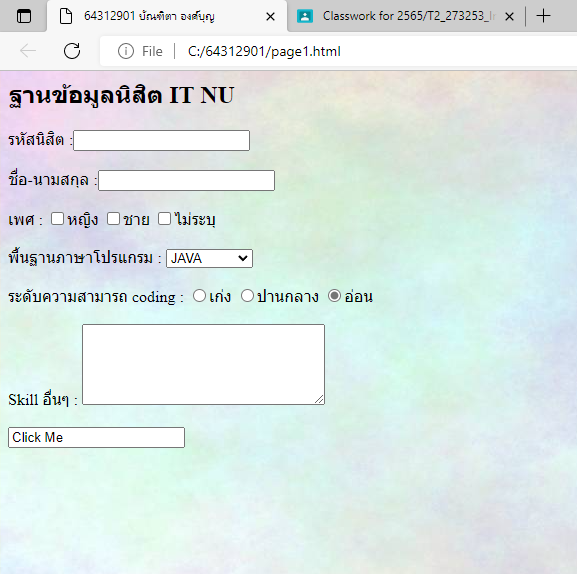 64312901 บัณฑิตา องศ์บุญ
Classwork for 2565/T2_273253_I
File C:/64312901/page1.html
ฐานข้อมูลนิสิต IT NU
รหัสนิสิต :
ชื่อ-นามสกุล :
เพศ : หญิง ชาย ไม่ระบุ
พื้นฐานภาษาโปรแกรม : JAVA
ระดับความสามารถ coding : เก่ง ปานกลาง อ่อน
Skill อื่นๆ :
Click Me